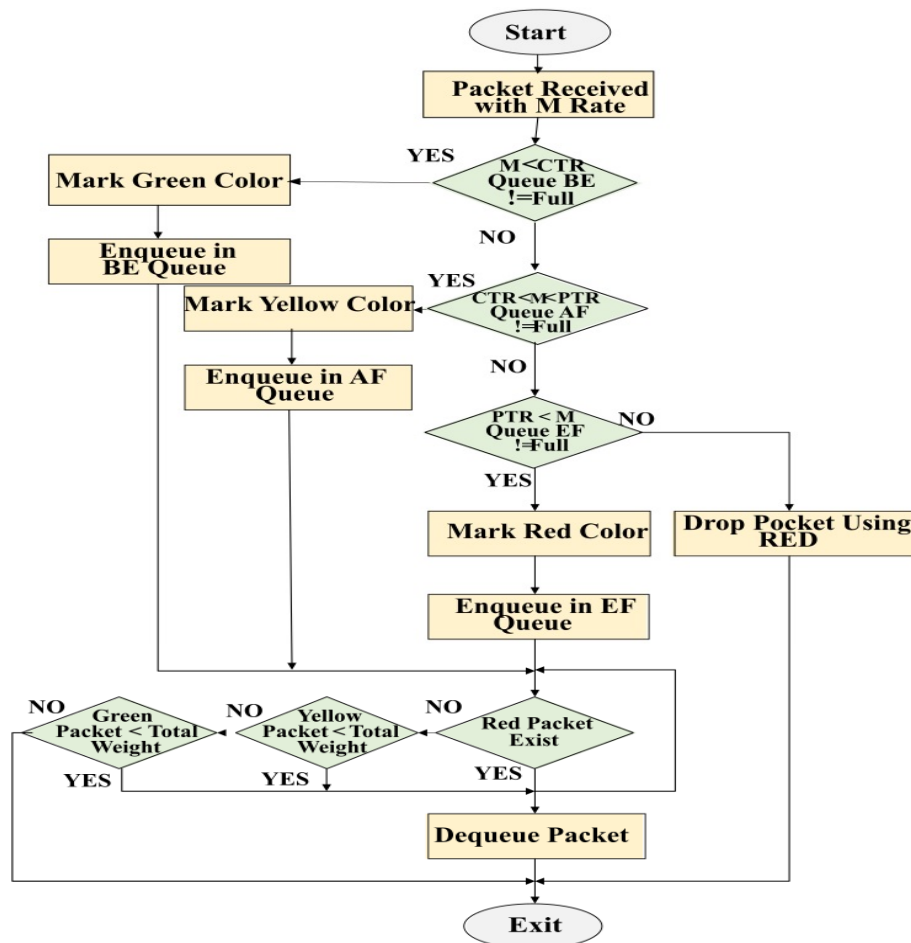 Start
Packet Received
with M Rate
YES
M<CTR
Queue BE
!=Full
Mark Green Color
NO
Enqueue in
BE Queue
YES
CTR<M<PTR
Queue AF
!=Full
Mark Yellow Color
NO
Enqueue in AF
Queue
PTR < M
Queue EF
!=Full
NO
YES
Mark Red Color
Drop Pocket Using
RED
Enqueue in EF
Queue
NO
Green
Packet < Total
Weight
NO
Yellow
Packet < Total
Weight
NO
Red Packet
Exist
YES
YES
YES
Dequeue Packet
Exit